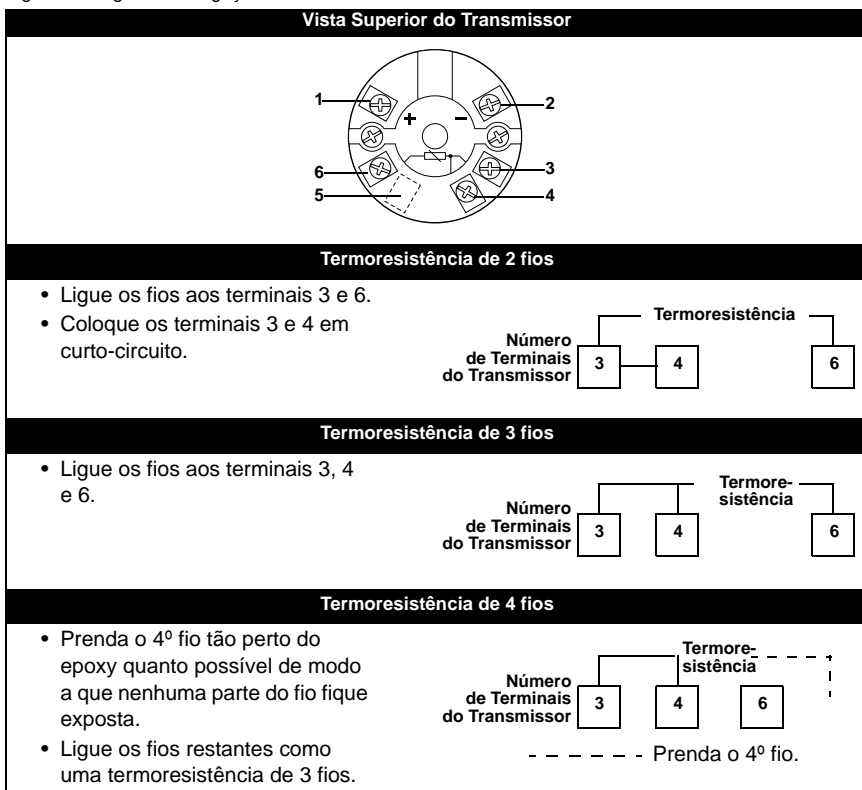 Vista Superior do Transmissor
1
2
+ −
6
3
5
4
Termoresistência de 2 fios
• Ligue os fios aos terminais 3 e 6.
• Coloque os terminais 3 e 4 em
curto-circuito.
Termoresistência
Número
de Terminais
do Transmissor
3 4 6
Termoresistência de 3 fios
• Ligue os fios aos terminais 3, 4
e 6.
Termore-
sistência
Número
de Terminais
do Transmissor
3 4 6
Termoresistência de 4 fios
• Prenda o 4º fio tão perto do
epoxy quanto possível de modo
a que nenhuma parte do fio fique
exposta.
• Ligue os fios restantes como
uma termoresistência de 3 fios.
Termore-
sistência
Número
de Terminais
do Transmissor
3 4 6
Prenda o 4º fio.